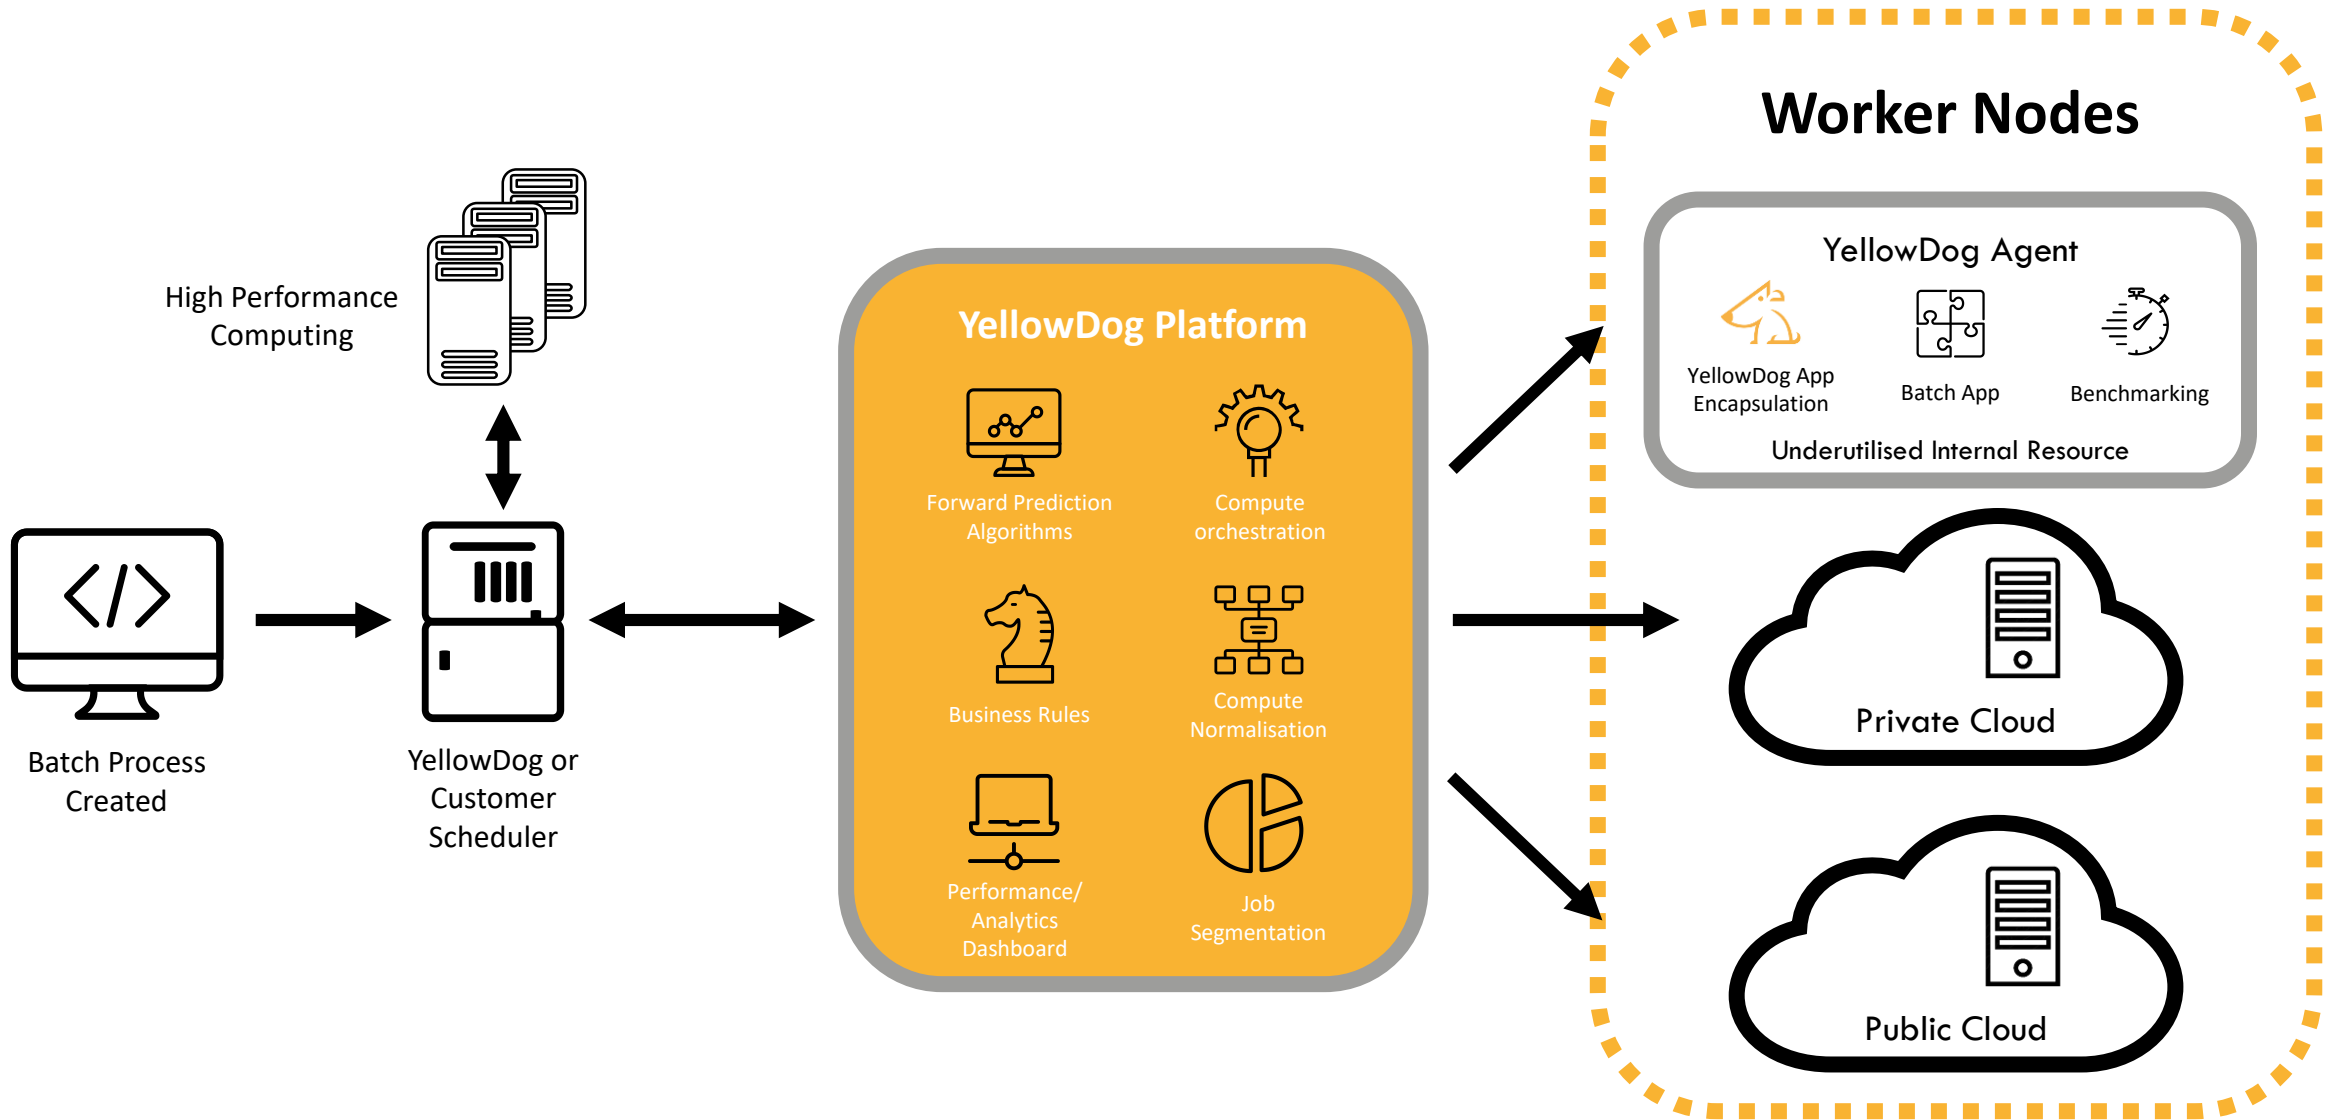 High Performance
Computing
Batch Process
Created
YellowDog or
Customer
Scheduler
YellowDog Platform
Forward Prediction
Algorithms
Compute
orchestration
Business Rules
Compute
Normalisation
Performance/
Analytics
Dashboard
Job
Segmentation
Worker Nodes
YellowDog Agent
YellowDog App
Encapsulation
Batch App
Benchmarking
Underutilised Internal Resource
Private Cloud
Public Cloud